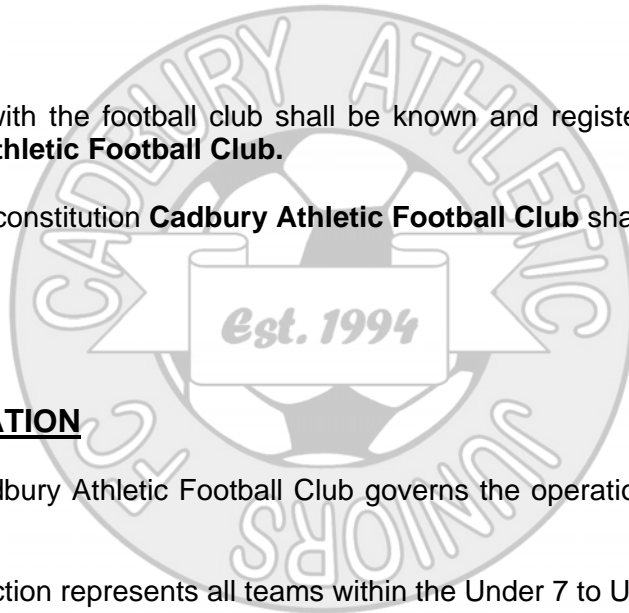 CADBURY ATHLETIC
with the football club shall be known and registe
thletic Football Club.
constitution Cadbury Athletic Football Club sha
Est. 1994
ATION
dbury Athletic Football Club governs the operatio
ction represents all teams within the Under 7 to U
FC JUNIORS